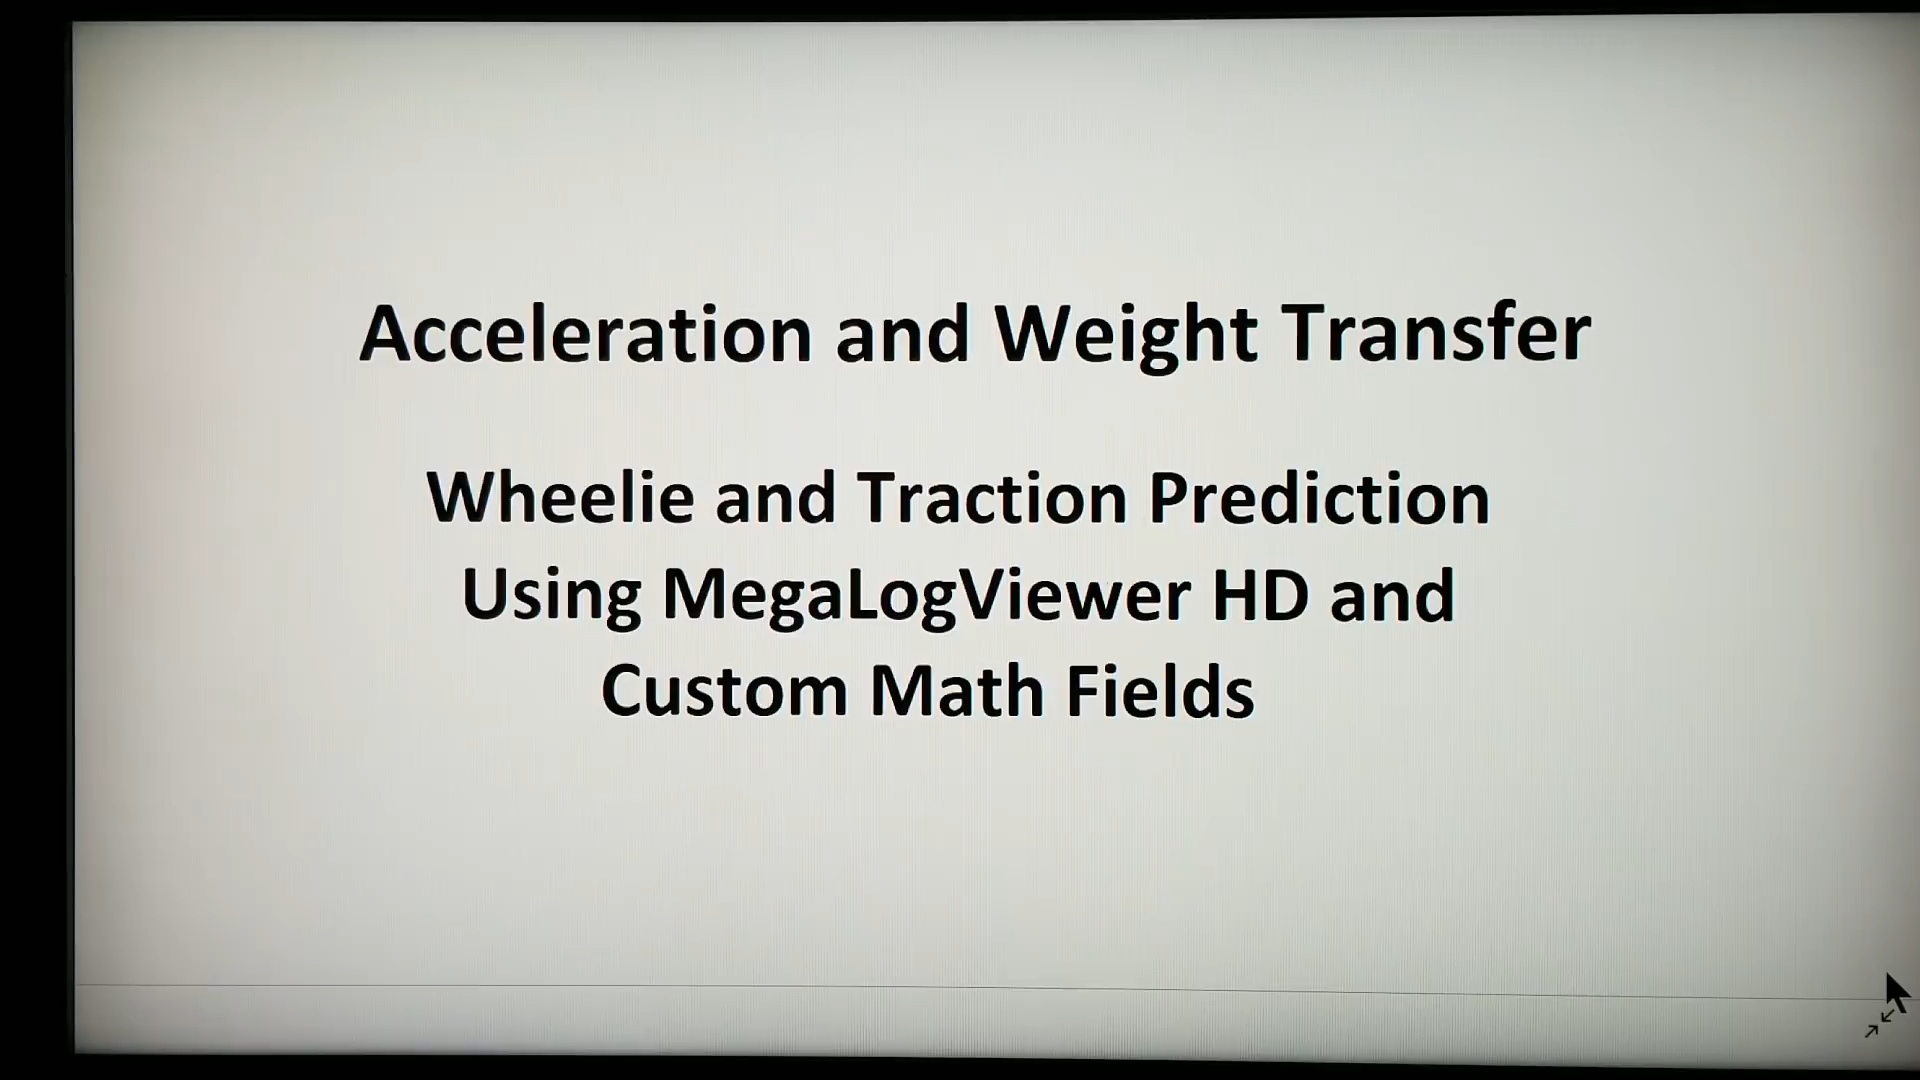 Acceleration and Weight Transfer
Wheelie and Traction Prediction
Using MegaLogViewer HD and
Custom Math Fields